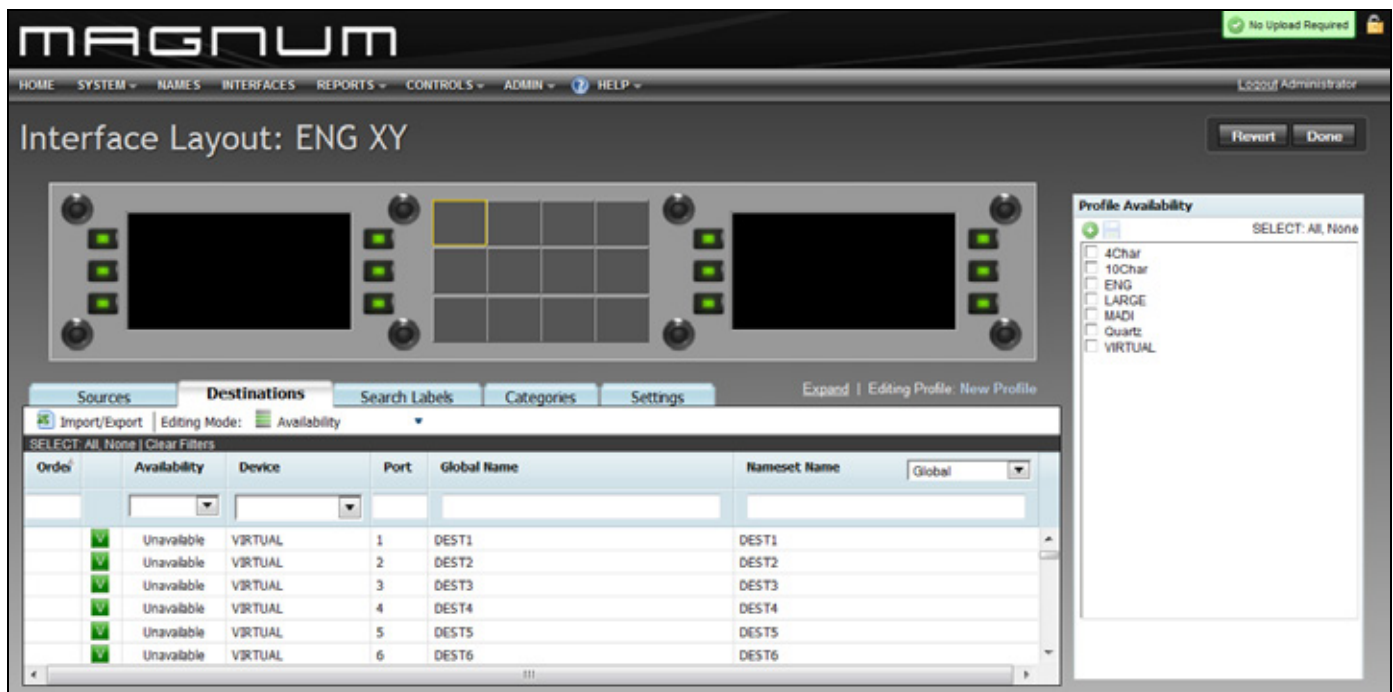 MAGNUM
No Upload Required
HOME SYSTEM NAMES INTERFACES REPORTS CONTROLS ADMIN ? HELP
Logout Administrator
Interface Layout: ENG XY
Revert Done
Profile Availability
SELECT: All, None
4Char
10Char
ENG
LARGE
MADI
Quartz
VIRTUAL
Sources Destinations Search Labels Categories Settings
Expand | Editing Profile: New Profile
Import/Export Editing Mode: Availability
SELECT: All, None | Clear Filters
Order Availability Device Port Global Name Nameset Name Global
V Unavailable VIRTUAL 1 DEST1 DEST1
V Unavailable VIRTUAL 2 DEST2 DEST2
V Unavailable VIRTUAL 3 DEST3 DEST3
V Unavailable VIRTUAL 4 DEST4 DEST4
V Unavailable VIRTUAL 5 DEST5 DEST5
V Unavailable VIRTUAL 6 DEST6 DEST6